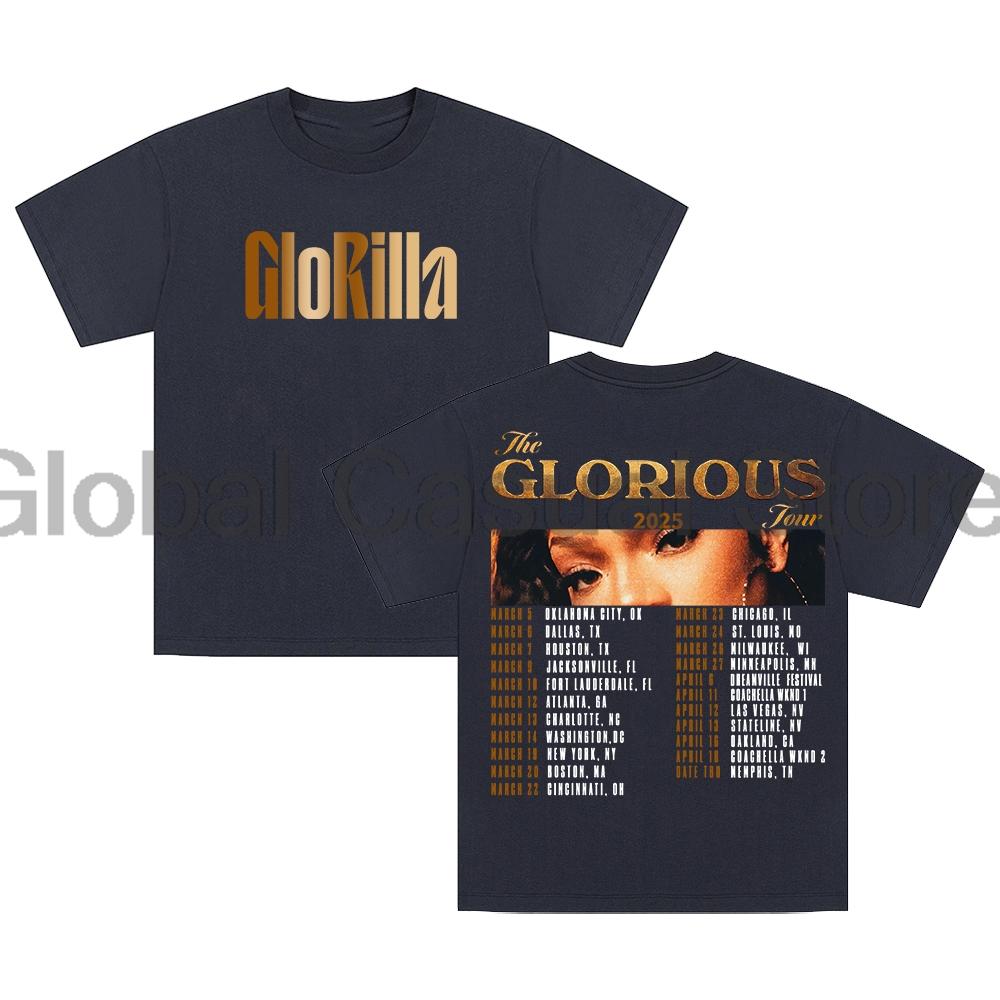 GloRilla
The
GLORIOUS
2025 Tour
Global Casual Store
MARCH 5 OKLAHOMA CITY, OK
MARCH 6 DALLAS, TX
MARCH 7 HOUSTON, TX
MARCH 9 JACKSONVILLE, FL
MARCH 10 FORT LAUDERDALE, FL
MARCH 12 ATLANTA, GA
MARCH 13 CHARLOTTE, NC
MARCH 14 WASHINGTON,DC
MARCH 19 NEW YORK, NY
MARCH 20 BOSTON, MA
MARCH 22 CINCINNATI, OH
MARCH 23 CHICAGO, IL
MARCH 24 ST. LOUIS, MO
MARCH 26 MILWAUKEE, WI
MARCH 27 MINNEAPOLIS, MN
APRIL 6 DREAMVILLE FESTIVAL
APRIL 11 COACHELLA WKND 1
APRIL 12 LAS VEGAS, NV
APRIL 13 STATELINE, NV
APRIL 16 OAKLAND, CA
APRIL 18 COACHELLA WKND 2
DATE TBD MEMPHIS, TN